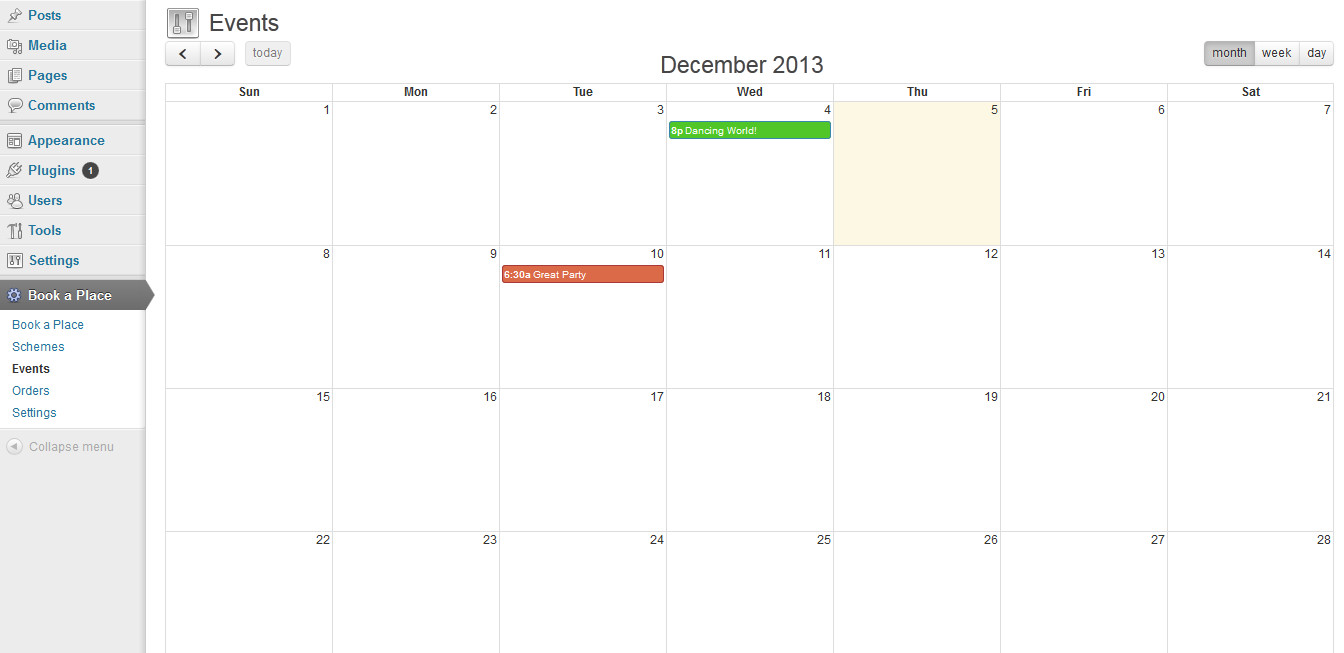 Posts
Media
Pages
Comments
Appearance
Plugins 1
Users
Tools
Settings
Book a Place
Book a Place
Schemes
Events
Orders
Settings
Collapse menu
Events
today
December 2013
month week day
Sun Mon Tue Wed Thu Fri Sat
1 2 3 4 5 6 7
8p Dancing World!
8 9 10 11 12 13 14
6:30a Great Party
15 16 17 18 19 20 21
22 23 24 25 26 27 28